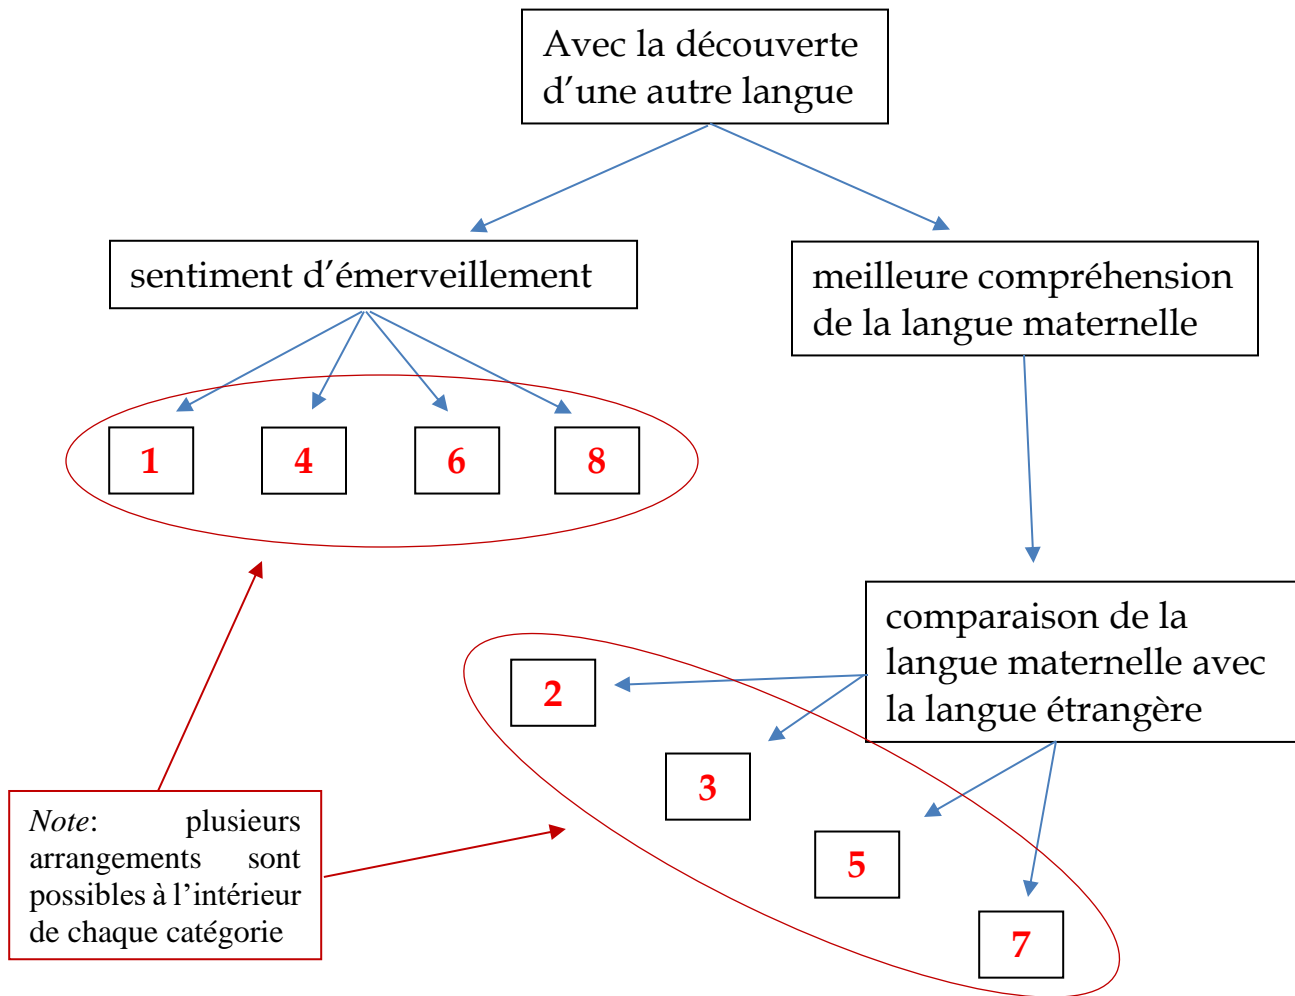 Avec la découverte
d’une autre langue
sentiment d’émerveillement
meilleure compréhension
de la langue maternelle
1 4 6 8
comparaison de la
langue maternelle avec
la langue étrangère
2
3
5
7
Note: plusieurs
arrangements sont
possibles à l’intérieur
de chaque catégorie